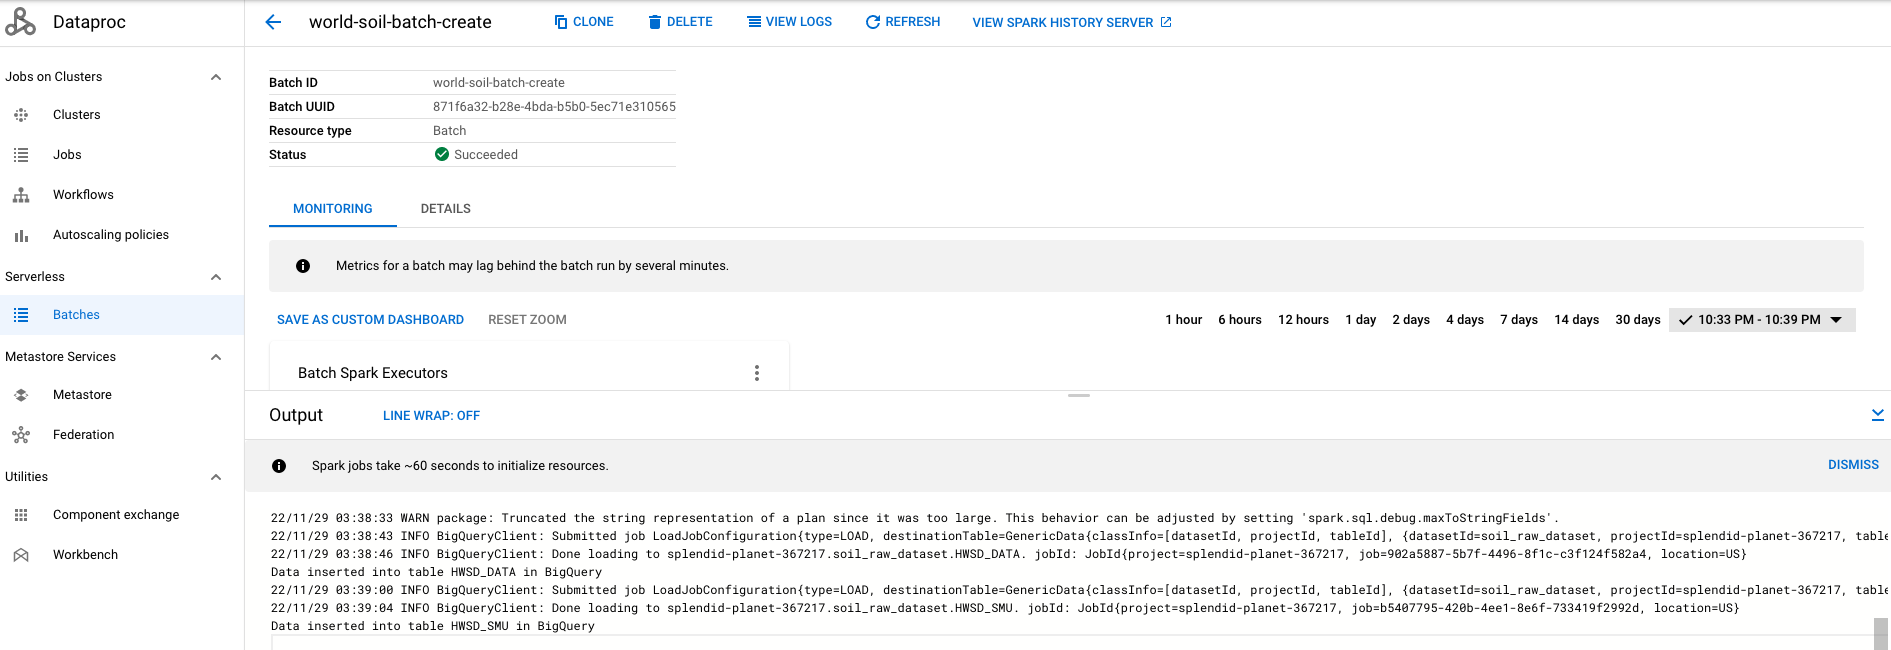 Dataproc
world-soil-batch-create
CLONE
DELETE
VIEW LOGS
REFRESH
VIEW SPARK HISTORY SERVER
Jobs on Clusters
Clusters
Jobs
Workflows
Autoscaling policies
Serverless
Batches
Metastore Services
Metastore
Federation
Utilities
Component exchange
Workbench
Batch ID world-soil-batch-create
Batch UUID 871f6a32-b28e-4bda-b5b0-5ec71e310565
Resource type Batch
Status Succeeded
MONITORING DETAILS
Metrics for a batch may lag behind the batch run by several minutes.
SAVE AS CUSTOM DASHBOARD RESET ZOOM 1 hour 6 hours 12 hours 1 day 2 days 4 days 7 days 14 days 30 days 10:33 PM - 10:39 PM
Batch Spark Executors
Output LINE WRAP: OFF
Spark jobs take ~60 seconds to initialize resources. DISMISS
22/11/29 03:38:33 WARN package: Truncated the string representation of a plan since it was too large. This behavior can be adjusted by setting 'spark.sql.debug.maxToStringFields'.
22/11/29 03:38:43 INFO BigQueryClient: Submitted job LoadJobConfiguration{type=LOAD, destinationTable=GenericData{classInfo=[datasetId, projectId, tableId], {datasetId=soil_raw_dataset, projectId=splendid-planet-367217, table
22/11/29 03:38:46 INFO BigQueryClient: Done loading to splendid-planet-367217.soil_raw_dataset.HWSD_DATA. jobId: JobId{project=splendid-planet-367217, job=902a5887-5b7f-4496-8f1c-c3f124f582a4, location=US}
Data inserted into table HWSD_DATA in BigQuery
22/11/29 03:39:00 INFO BigQueryClient: Submitted job LoadJobConfiguration{type=LOAD, destinationTable=GenericData{classInfo=[datasetId, projectId, tableId], {datasetId=soil_raw_dataset, projectId=splendid-planet-367217, table
22/11/29 03:39:04 INFO BigQueryClient: Done loading to splendid-planet-367217.soil_raw_dataset.HWSD_SMU. jobId: JobId{project=splendid-planet-367217, job=b5407795-420b-4ee1-8e6f-733419f2992d, location=US}
Data inserted into table HWSD_SMU in BigQuery